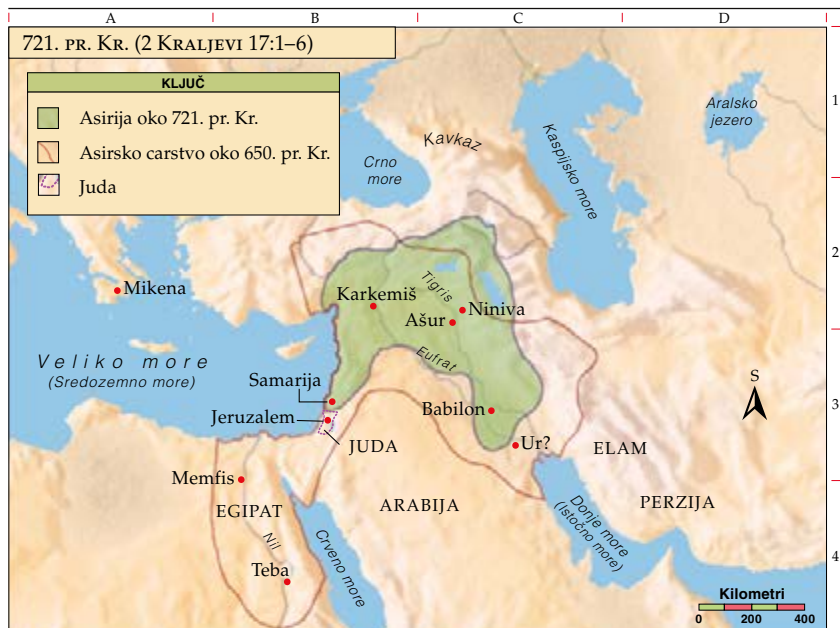 A
B
C
D
721. PR. KR. (2 KRALJEVI 17:1–6)
KLJUČ
Asirija oko 721. pr. Kr.
Asirsko carstvo oko 650. pr. Kr.
Juda
1
2
3
4
Aralsko
jezero
Kavkaz
Kaspijsko more
Crno
more
Mikena
Karkemiš
Tigris
Niniva
Ašur
Eufrat
Veliko more
(Sredozemno more)
Samarija
Jeruzalem
JUDA
Babilon
Ur?
ELAM
S
Memfis
EGIPAT
ARABIJA
PERZIJA
Donje more
(Istočno more)
Nil
Crveno more
Teba
Kilometri
0 200 400